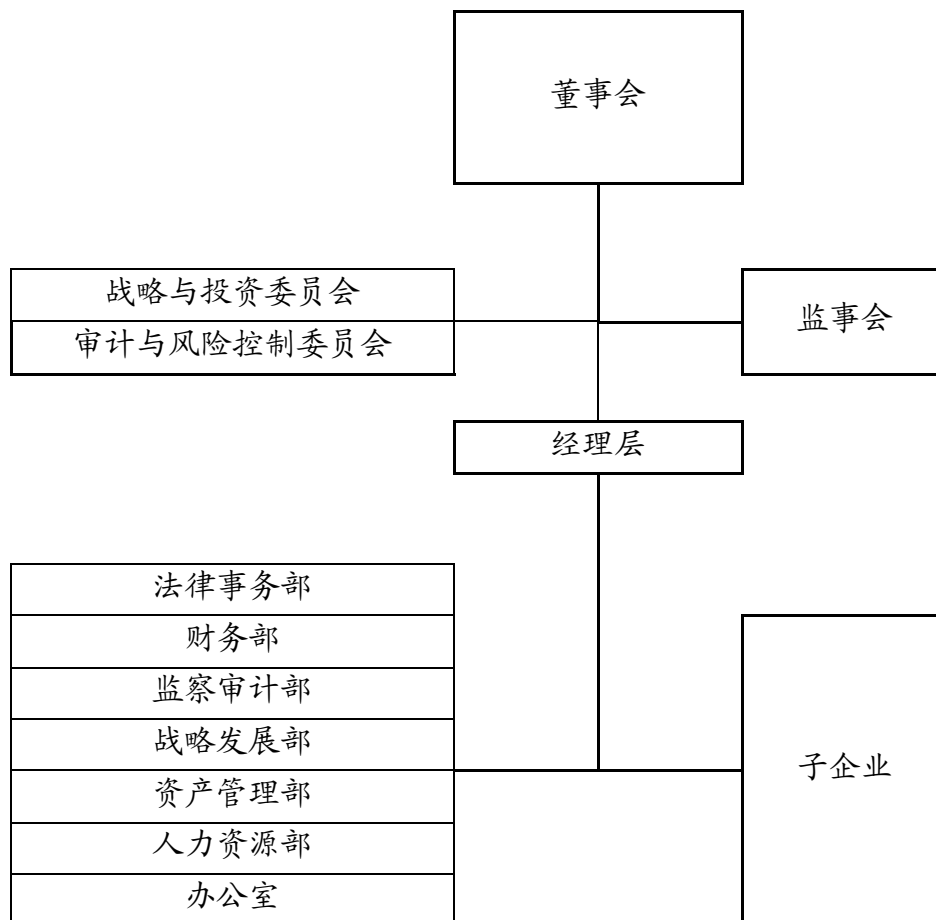 董事会
战略与投资委员会
审计与风险控制委员会
监事会
经理层
法律事务部
财务部
监察审计部
战略发展部
资产管理部
人力资源部
办公室
子企业